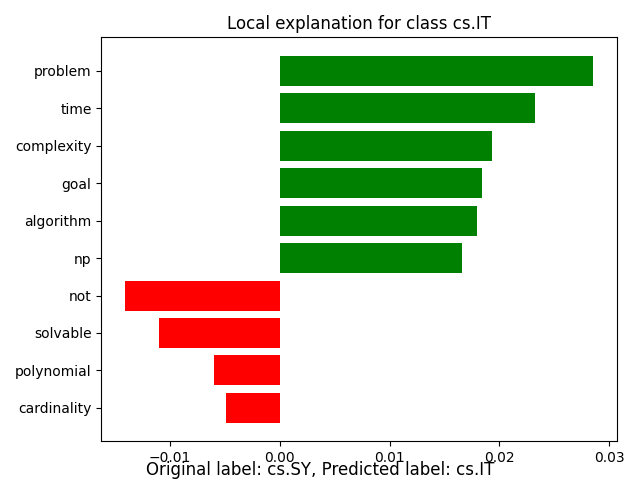 Local explanation for class cs.IT
problem
time
complexity
goal
algorithm
np
not
solvable
polynomial
cardinality
−0.01 0.00 0.01 0.02 0.03
Original label: cs.SY, Predicted label: cs.IT